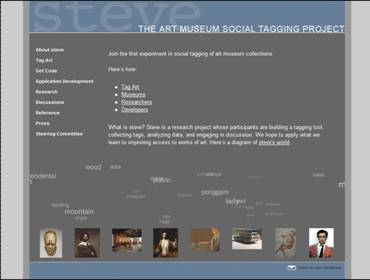 steve
THE ART MUSEUM SOCIAL TAGGING PROJECT
About steve
Tag Art
Get Code
Application Development
Research
Discussions
Reference
Press
Steering Committee
Join the first experiment in social tagging of art museum collections.
Here's how:
Tag Art
Museums
Researchers
Developers
What is steve? Steve is a research project whose participants are building a tagging tool,
collecting tags, analyzing data, and engaging in discussion. We hope to apply what we
learn to improving access to works of art. Here's a diagram of steve's world.
wood
asia
vase
porcelain
lady
reading
mountain